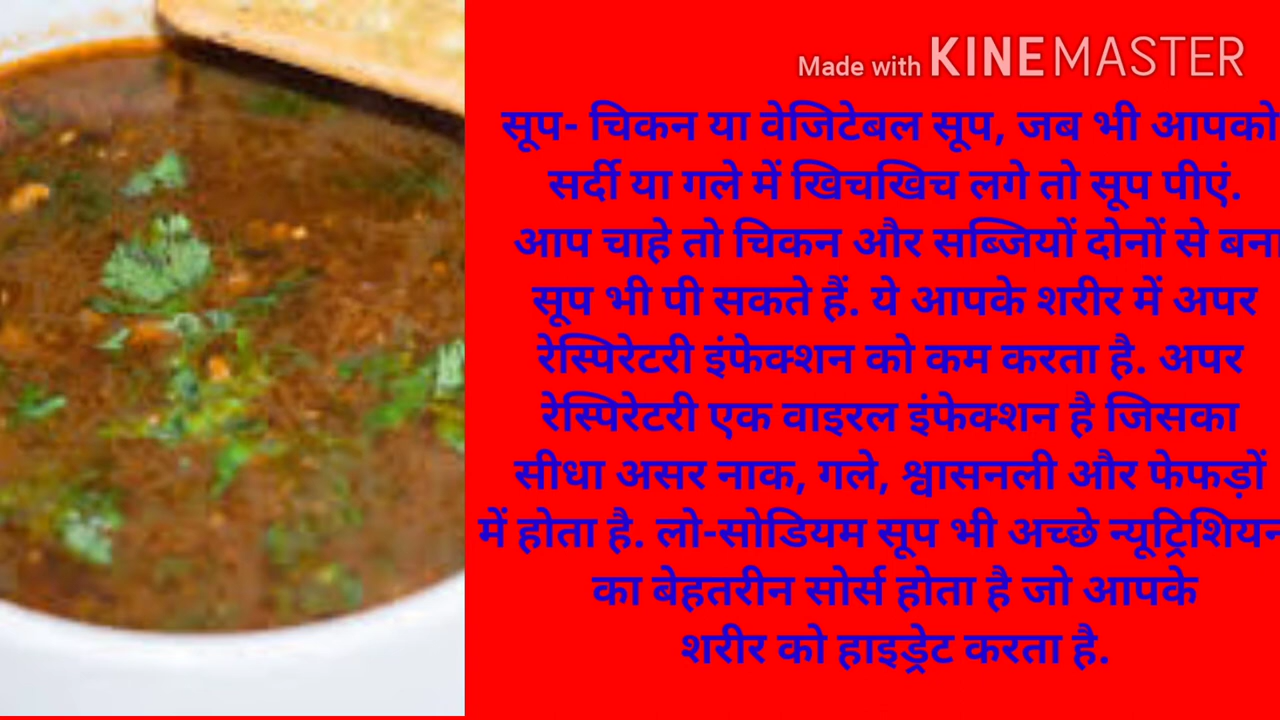 Made with KINEMASTER
सूप- चिकन या वेजिटेबल सूप, जब भी आपको
सर्दी या गले में खिचखिच लगे तो सूप पीएं.
आप चाहे तो चिकन और सब्जियों दोनों से बना
सूप भी पी सकते हैं. ये आपके शरीर में अपर
रेस्पिरेटरी इंफेक्शन को कम करता है. अपर
रेस्पिरेटरी एक वाइरल इंफेक्शन है जिसका
सीधा असर नाक, गले, श्वासनली और फेफड़ों
में होता है. लो-सोडियम सूप भी अच्छे न्यूट्रिशियन
का बेहतरीन सोर्स होता है जो आपके
शरीर को हाइड्रेट करता है.